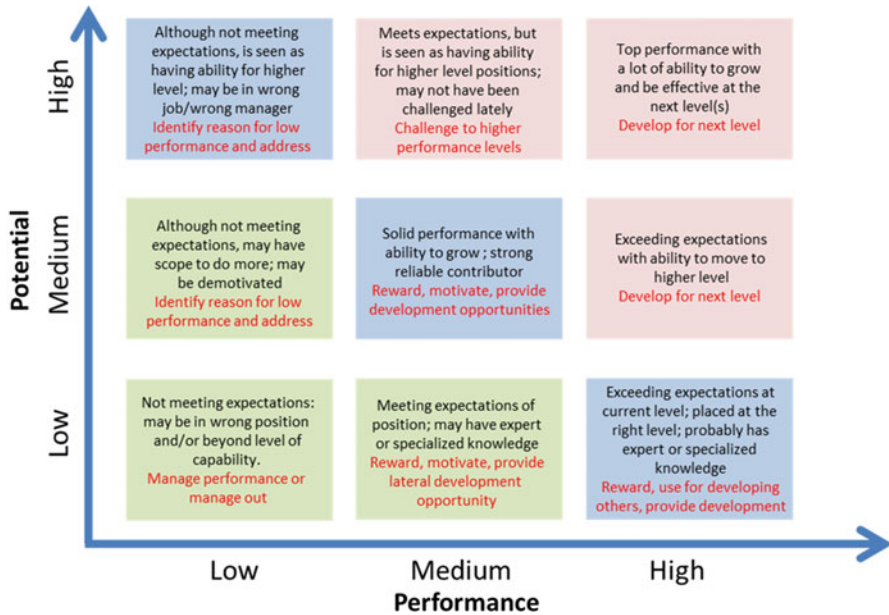 Potential
High
Medium
Low
Although not meeting
expectations, is seen as
having ability for higher
level; may be in wrong
job/wrong manager
Identify reason for low
performance and address
Meets expectations, but
is seen as having ability
for higher level positions;
may not have been
challenged lately
Challenge to higher
performance levels
Top performance with
a lot of ability to grow
and be effective at the
next level(s)
Develop for next level
Although not meeting
expectations, may have
scope to do more; may
be demotivated
Identify reason for low
performance and address
Solid performance with
ability to grow ; strong
reliable contributor
Reward, motivate, provide
development opportunities
Exceeding expectations
with ability to move to
higher level
Develop for next level
Not meeting expectations:
may be in wrong position
and/or beyond level of
capability.
Manage performance or
manage out
Meeting expectations of
position; may have expert
or specialized knowledge
Reward, motivate, provide
lateral development
opportunity
Exceeding expectations at
current level; placed at the
right level; probably has
expert or specialized
knowledge
Reward, use for developing
others, provide development
Low
Medium
High
Performance